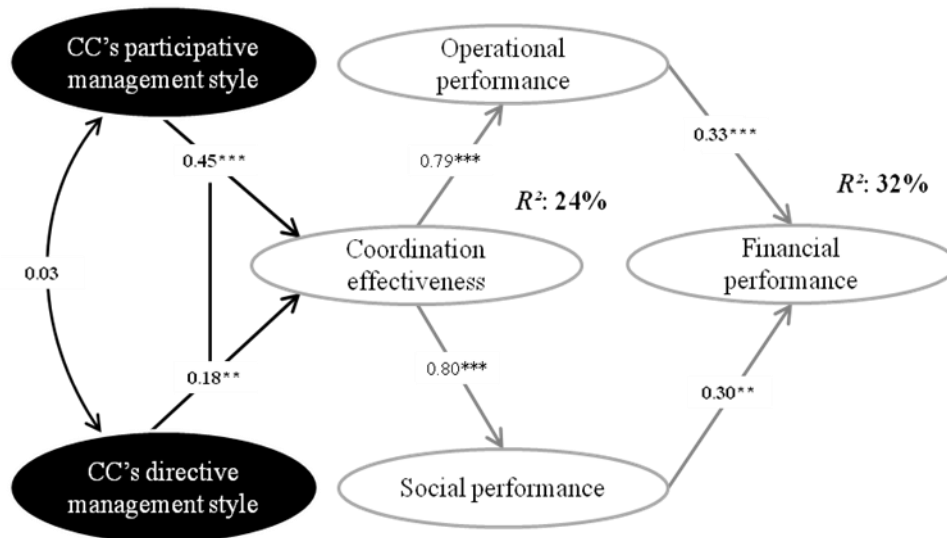 CC's participative
management style
Operational
performance
0.45***
0.79***
0.33***
R²: 24%
R²: 32%
0.03
Coordination
effectiveness
Financial
performance
0.18**
0.80***
0.30**
CC's directive
management style
Social performance